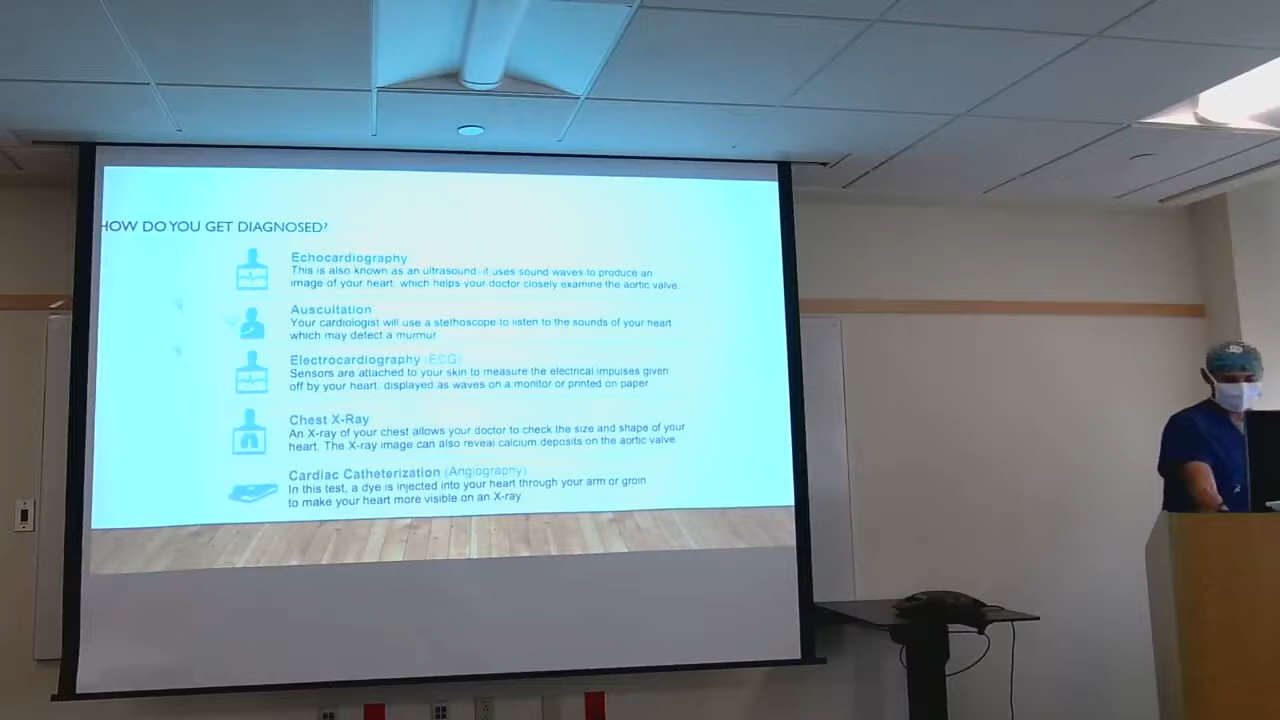 HOW DO YOU GET DIAGNOSED?
Echocardiography
This is also known as an ultrasound, it uses sound waves to produce an
image of your heart, which helps your doctor closely examine the aortic valve.
Auscultation
Your cardiologist will use a stethoscope to listen to the sounds of your heart
which may detect a murmur
Electrocardiography (ECG)
Sensors are attached to your skin to measure the electrical impulses given
off by your heart, displayed as waves on a monitor or printed on paper
Chest X-Ray
An X-ray of your chest allows your doctor to check the size and shape of your
heart. The X-ray image can also reveal calcium deposits on the aortic valve
Cardiac Catheterization (Angiography)
In this test, a dye is injected into your heart through your arm or groin
to make your heart more visible on an X-ray